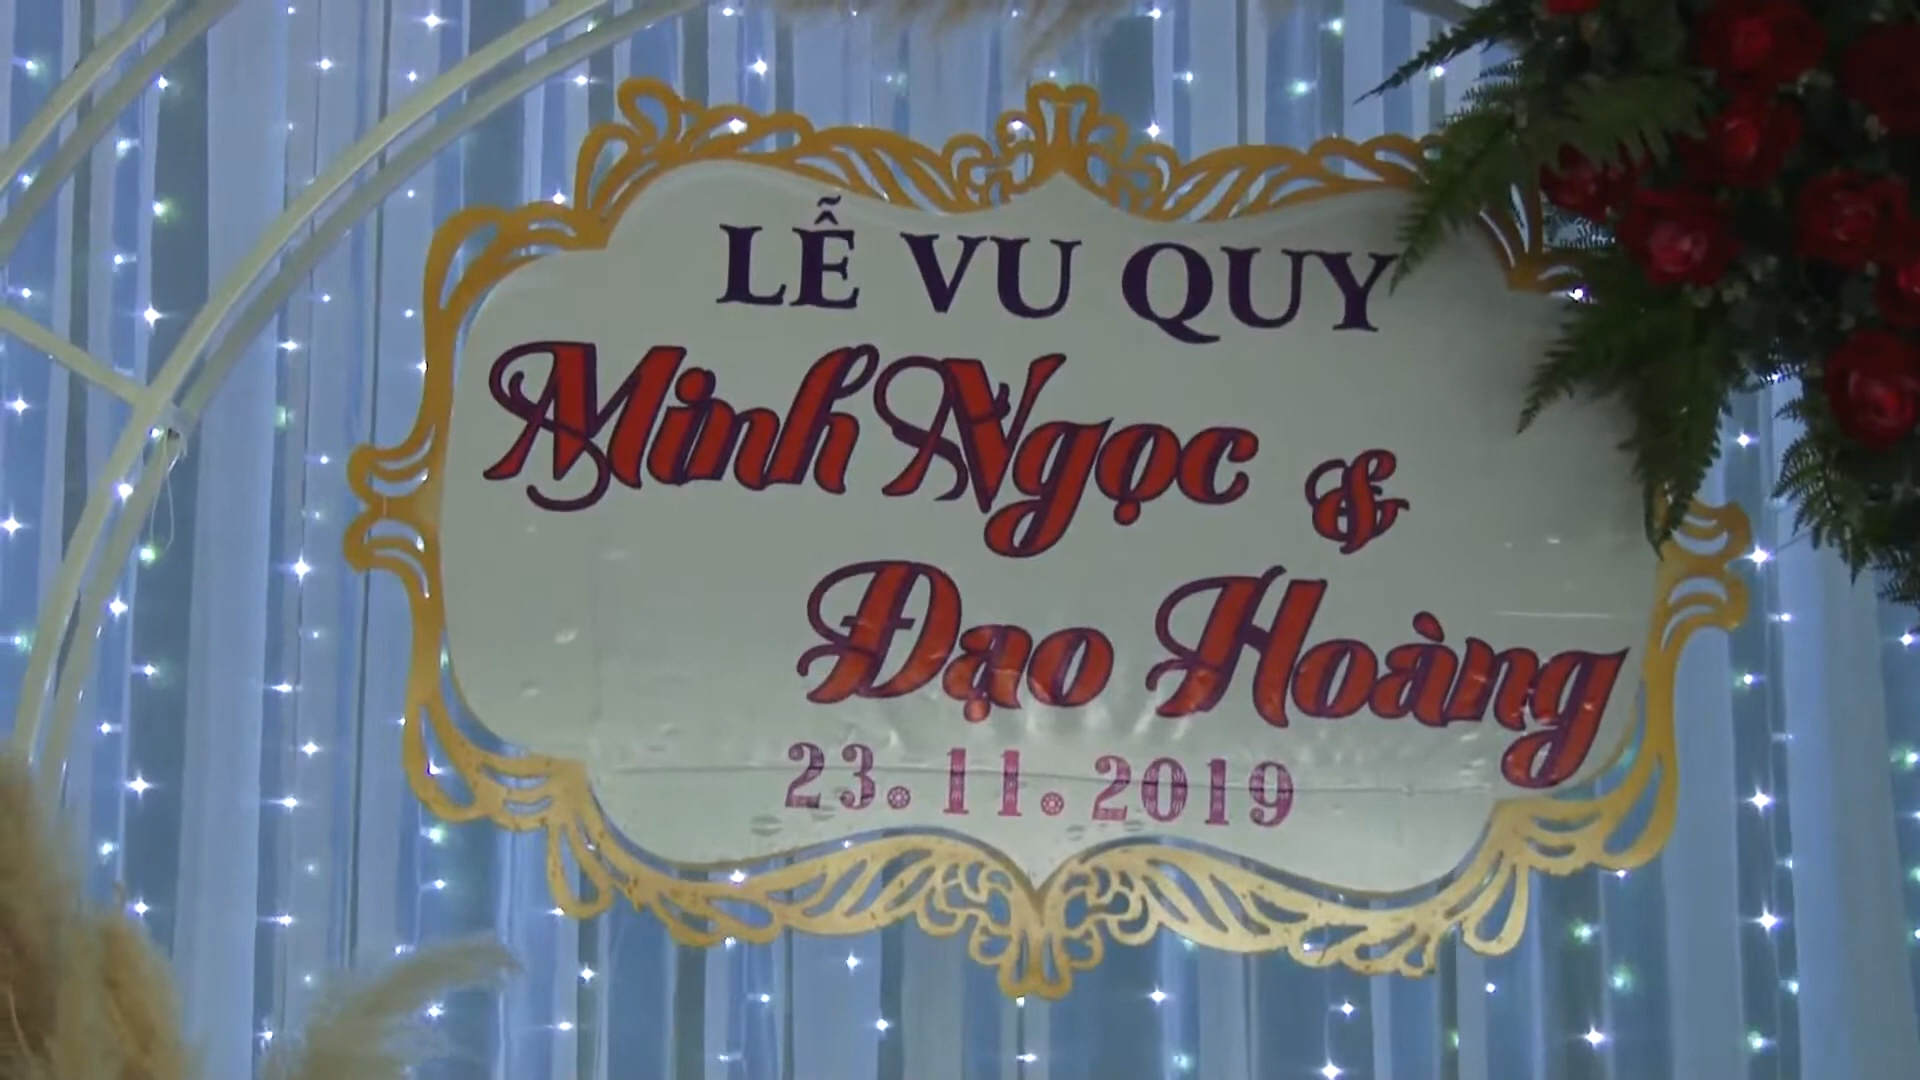 LỄ VU QUY
Minh Ngọc &
Đạo Hoàng
23.11.2019